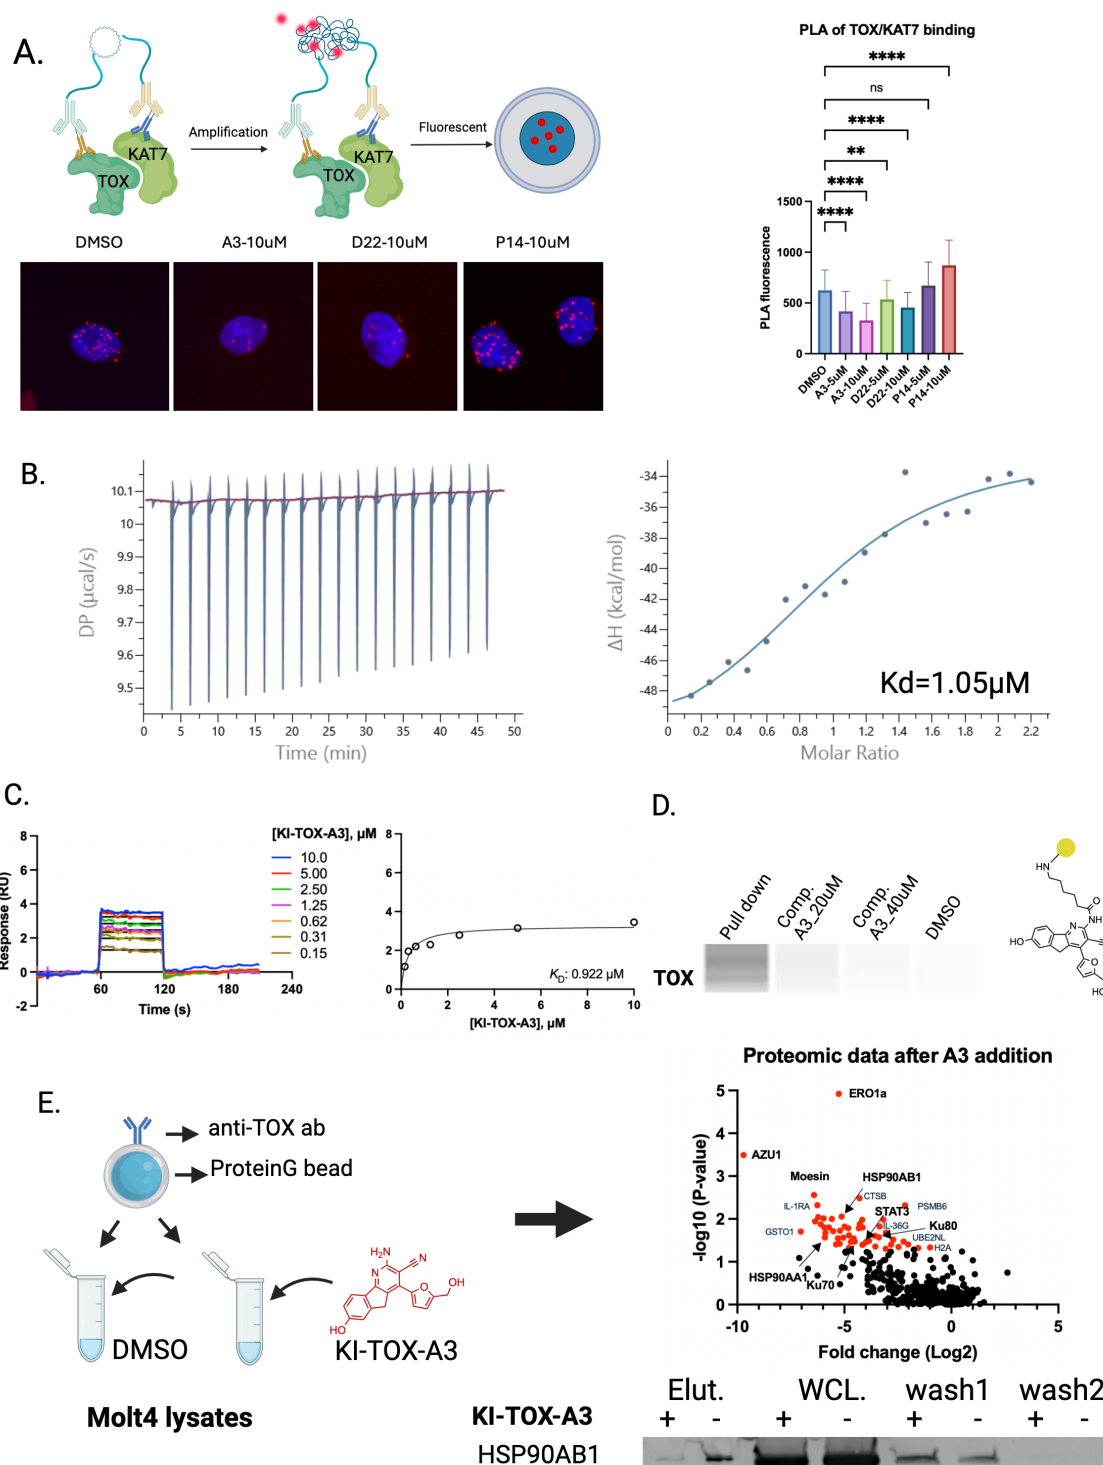 A.
KAT7
TOX
Amplification
KAT7
TOX
Fluorescent
DMSO
A3-10uM
D22-10uM
P14-10uM
PLA of TOX/KAT7 binding
****
ns
****
**
****
****
1500
1000
500
0
PLA fluorescence
DMSO
A3-5uM
A3-10uM
D22-5uM
D22-10uM
P14-5uM
P14-10uM
B.
10.1
10
9.9
9.8
9.7
9.6
9.5
DP (µcal/s)
0 5 10 15 20 25 30 35 40 45 50
Time (min)
-34
-36
-38
-40
-42
-44
-46
-48
ΔH (kcal/mol)
Kd=1.05µM
0 0.2 0.4 0.6 0.8 1 1.2 1.4 1.6 1.8 2 2.2
Molar Ratio
C.
8
6
4
2
0
-2
Response (RU)
60 120 180 240
Time (s)
[KI-TOX-A3], µM
10.0
5.00
2.50
1.25
0.62
0.31
0.15
8
6
4
2
0
KD: 0.922 µM
0 2 4 6 8 10
[KI-TOX-A3], µM
D.
Pull down
Comp.
A3_20uM
Comp.
A3_40uM
DMSO
TOX
HN
O
NH
N
HO
O
HO
E.
anti-TOX ab
ProteinG bead
DMSO
H2N
CN
N
O
OH
HO
KI-TOX-A3
Molt4 lysates
Proteomic data after A3 addition
5
4
3
2
1
0
-log10 (P-value)
ERO1a
AZU1
Moesin
HSP90AB1
CTSB
IL-1RA
STAT3
PSMB6
IL-36G
Ku80
GSTO1
UBE2NL
H2A
HSP90AA1
Ku70
-10 -5 0 5
Fold change (Log2)
Elut. WCL. wash1 wash2
KI-TOX-A3 + - + - + - + -
HSP90AB1